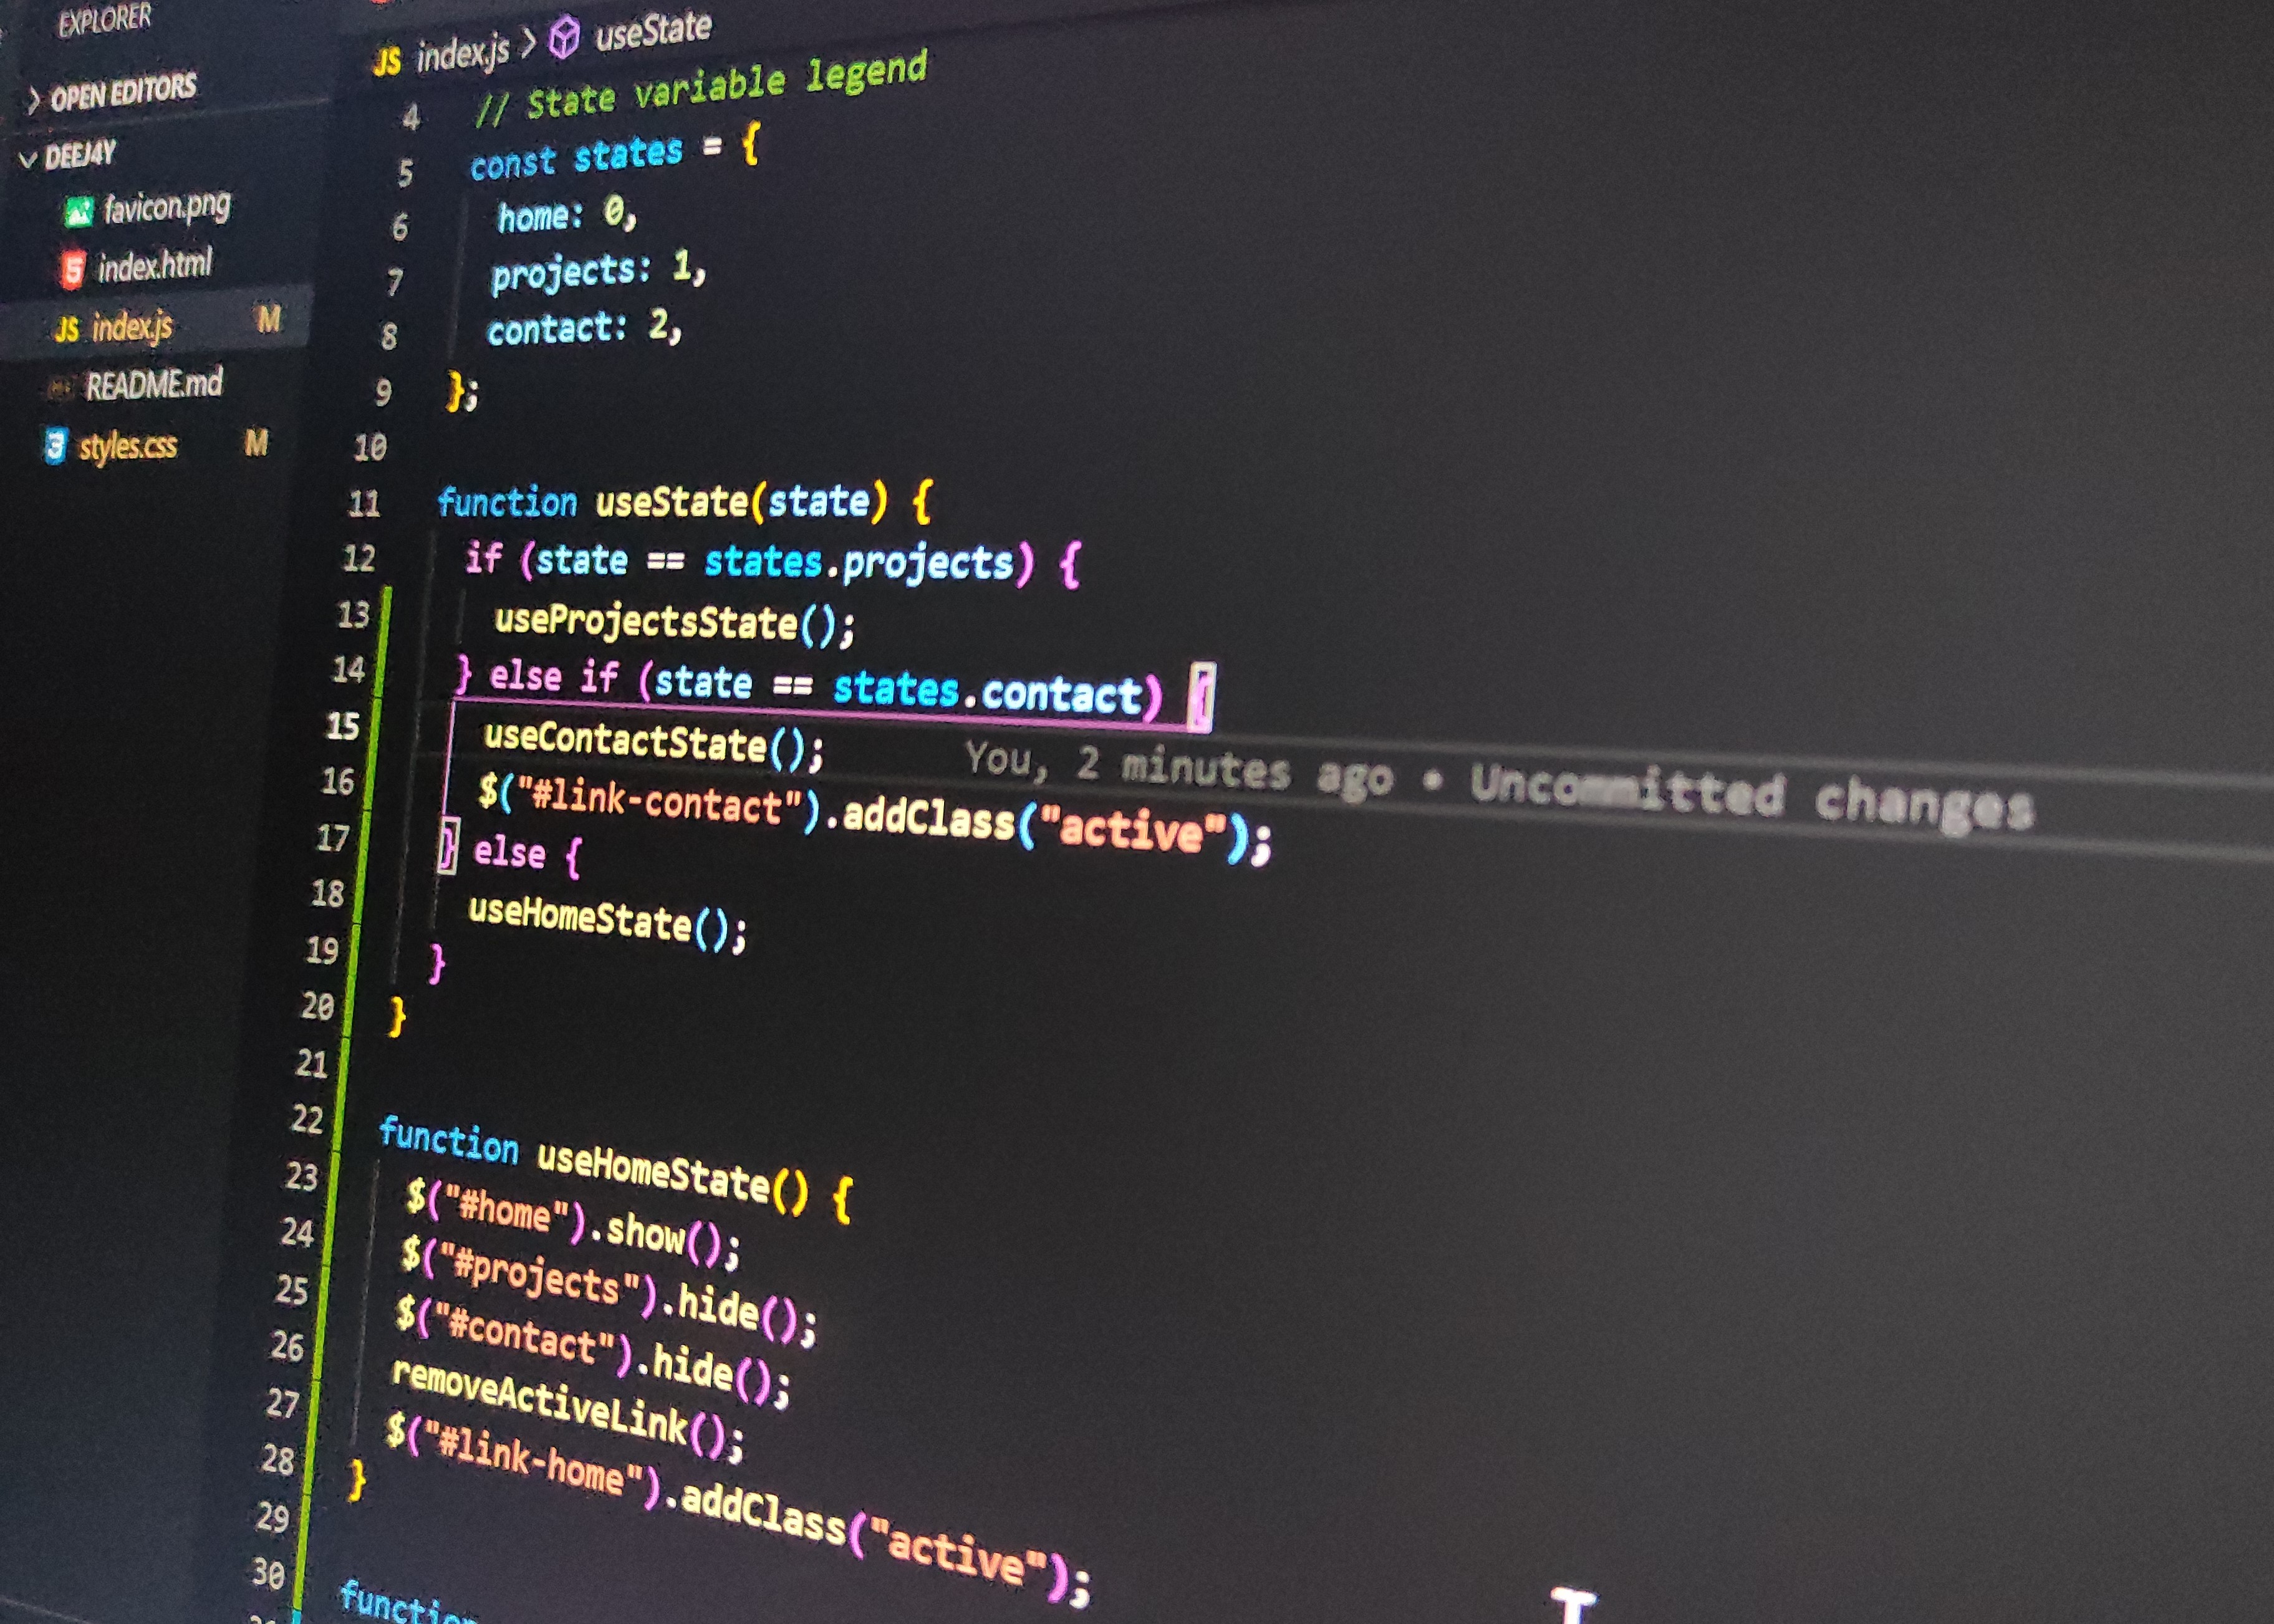 EXPLORER
OPEN EDITORS
DEEJ4Y
favicon.png
index.html
JS index.js M
README.md
styles.css M
JS index.js > useState
4 // State variable legend
5 const states = {
6 home: 0,
7 projects: 1,
8 contact: 2,
9 };
10
11 function useState(state) {
12 if (state == states.projects) {
13 useProjectsState();
14 } else if (state == states.contact) {
15 useContactState(); You, 2 minutes ago • Uncommitted changes
16 $("#link-contact").addClass("active");
17 } else {
18 useHomeState();
19 }
20 }
21
22 function useHomeState() {
23 $("#home").show();
24 $("#projects").hide();
25 $("#contact").hide();
26 removeActiveLink();
27 $("#link-home").addClass("active");
28 }
29
30 function